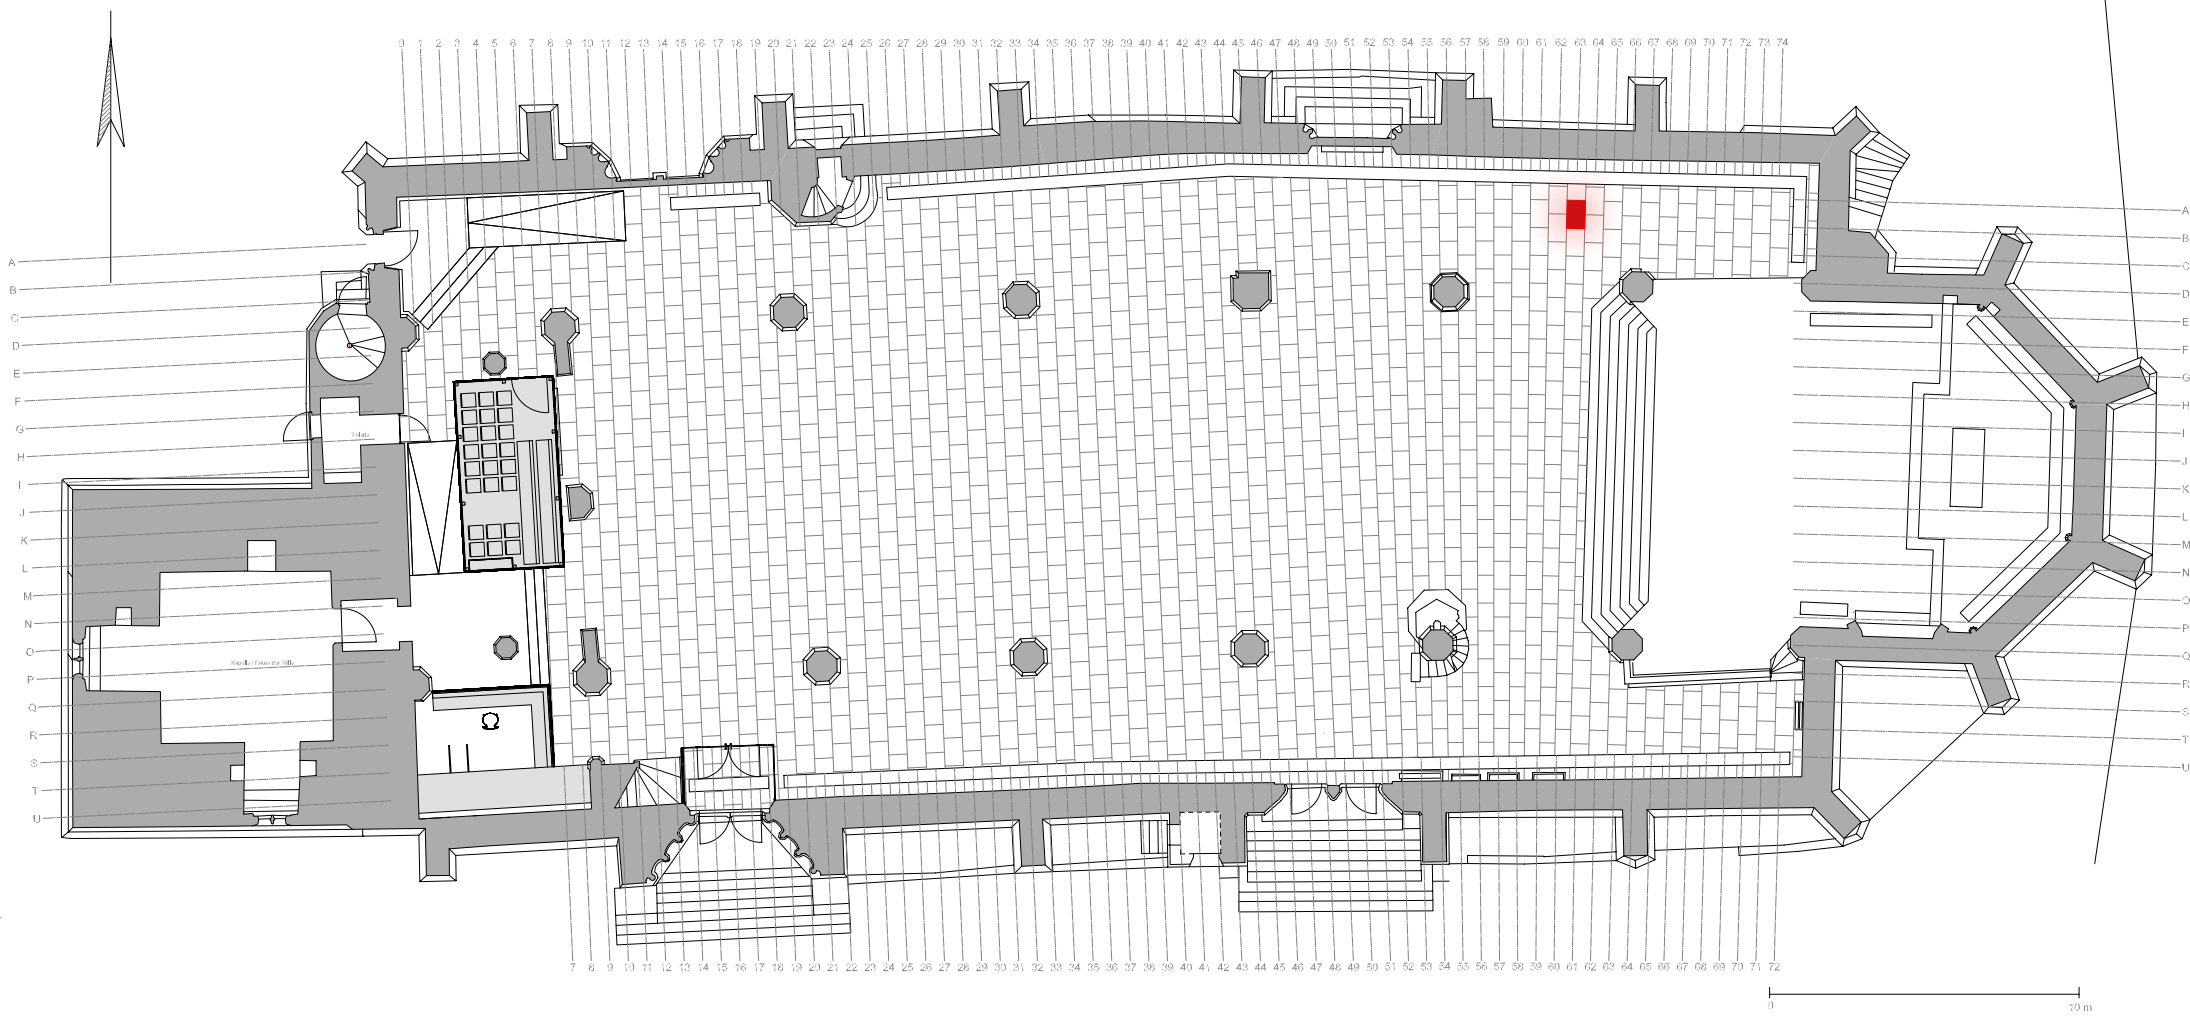 0 1 2 3 4 5 6 7 8 9 10 11 12 13 14 15 16 17 18 19 20 21 22 23 24 25 26 27 28 29 30 31 32 33 34 35 36 37 38 39 40 41 42 43 44 45 46 47 48 49 50 51 52 53 54 55 56 57 58 59 60 61 62 63 64 65 66 67 68 69 70 71 72 73 74
A
B
C
D
E
F
G
H
I
J
K
L
M
N
O
P
Q
R
S
T
U
A
B
C
D
E
F
G
H
I
J
K
L
M
N
O
P
Q
R
S
T
U
7 8 9 10 11 12 13 14 15 16 17 18 19 20 21 22 23 24 25 26 27 28 29 30 31 32 33 34 35 36 37 38 39 40 41 42 43 44 45 46 47 48 49 50 51 52 53 54 55 56 57 58 59 60 61 62 63 64 65 66 67 68 69 70 71 72
0 10 m